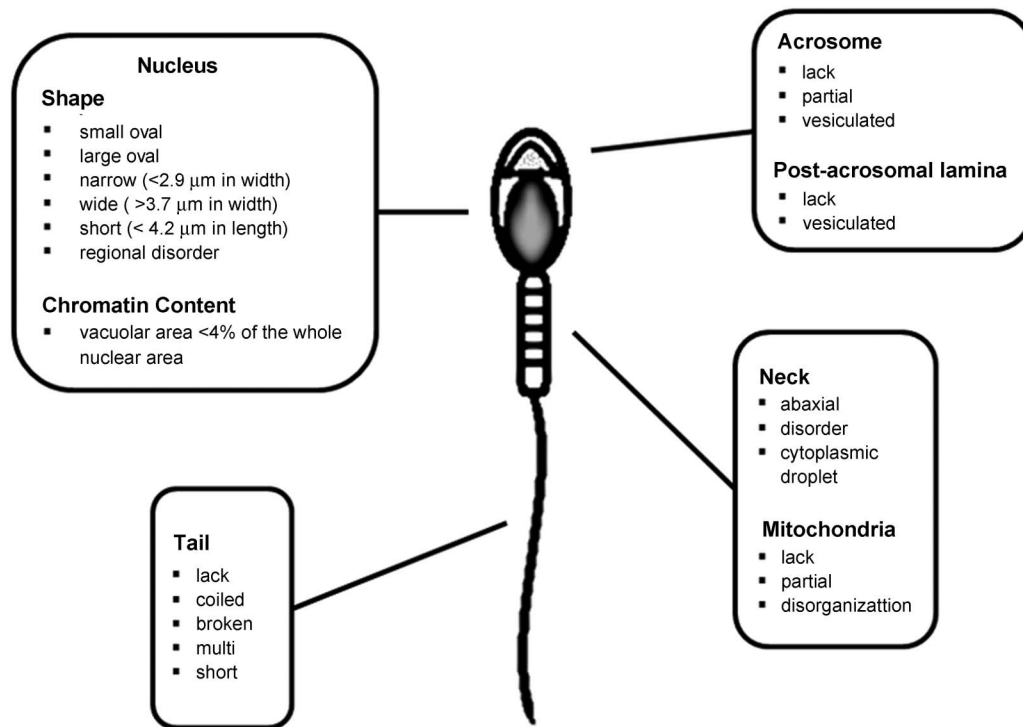 Nucleus
Shape
▪ small oval
▪ large oval
▪ narrow (<2.9 μm in width)
▪ wide ( >3.7 μm in width)
▪ short (< 4.2 μm in length)
▪ regional disorder
Chromatin Content
▪ vacuolar area <4% of the whole
nuclear area
Acrosome
▪ lack
▪ partial
▪ vesiculated
Post-acrosomal lamina
▪ lack
▪ vesiculated
Neck
▪ abaxial
▪ disorder
▪ cytoplasmic
droplet
Mitochondria
▪ lack
▪ partial
▪ disorganizattion
Tail
▪ lack
▪ coiled
▪ broken
▪ multi
▪ short